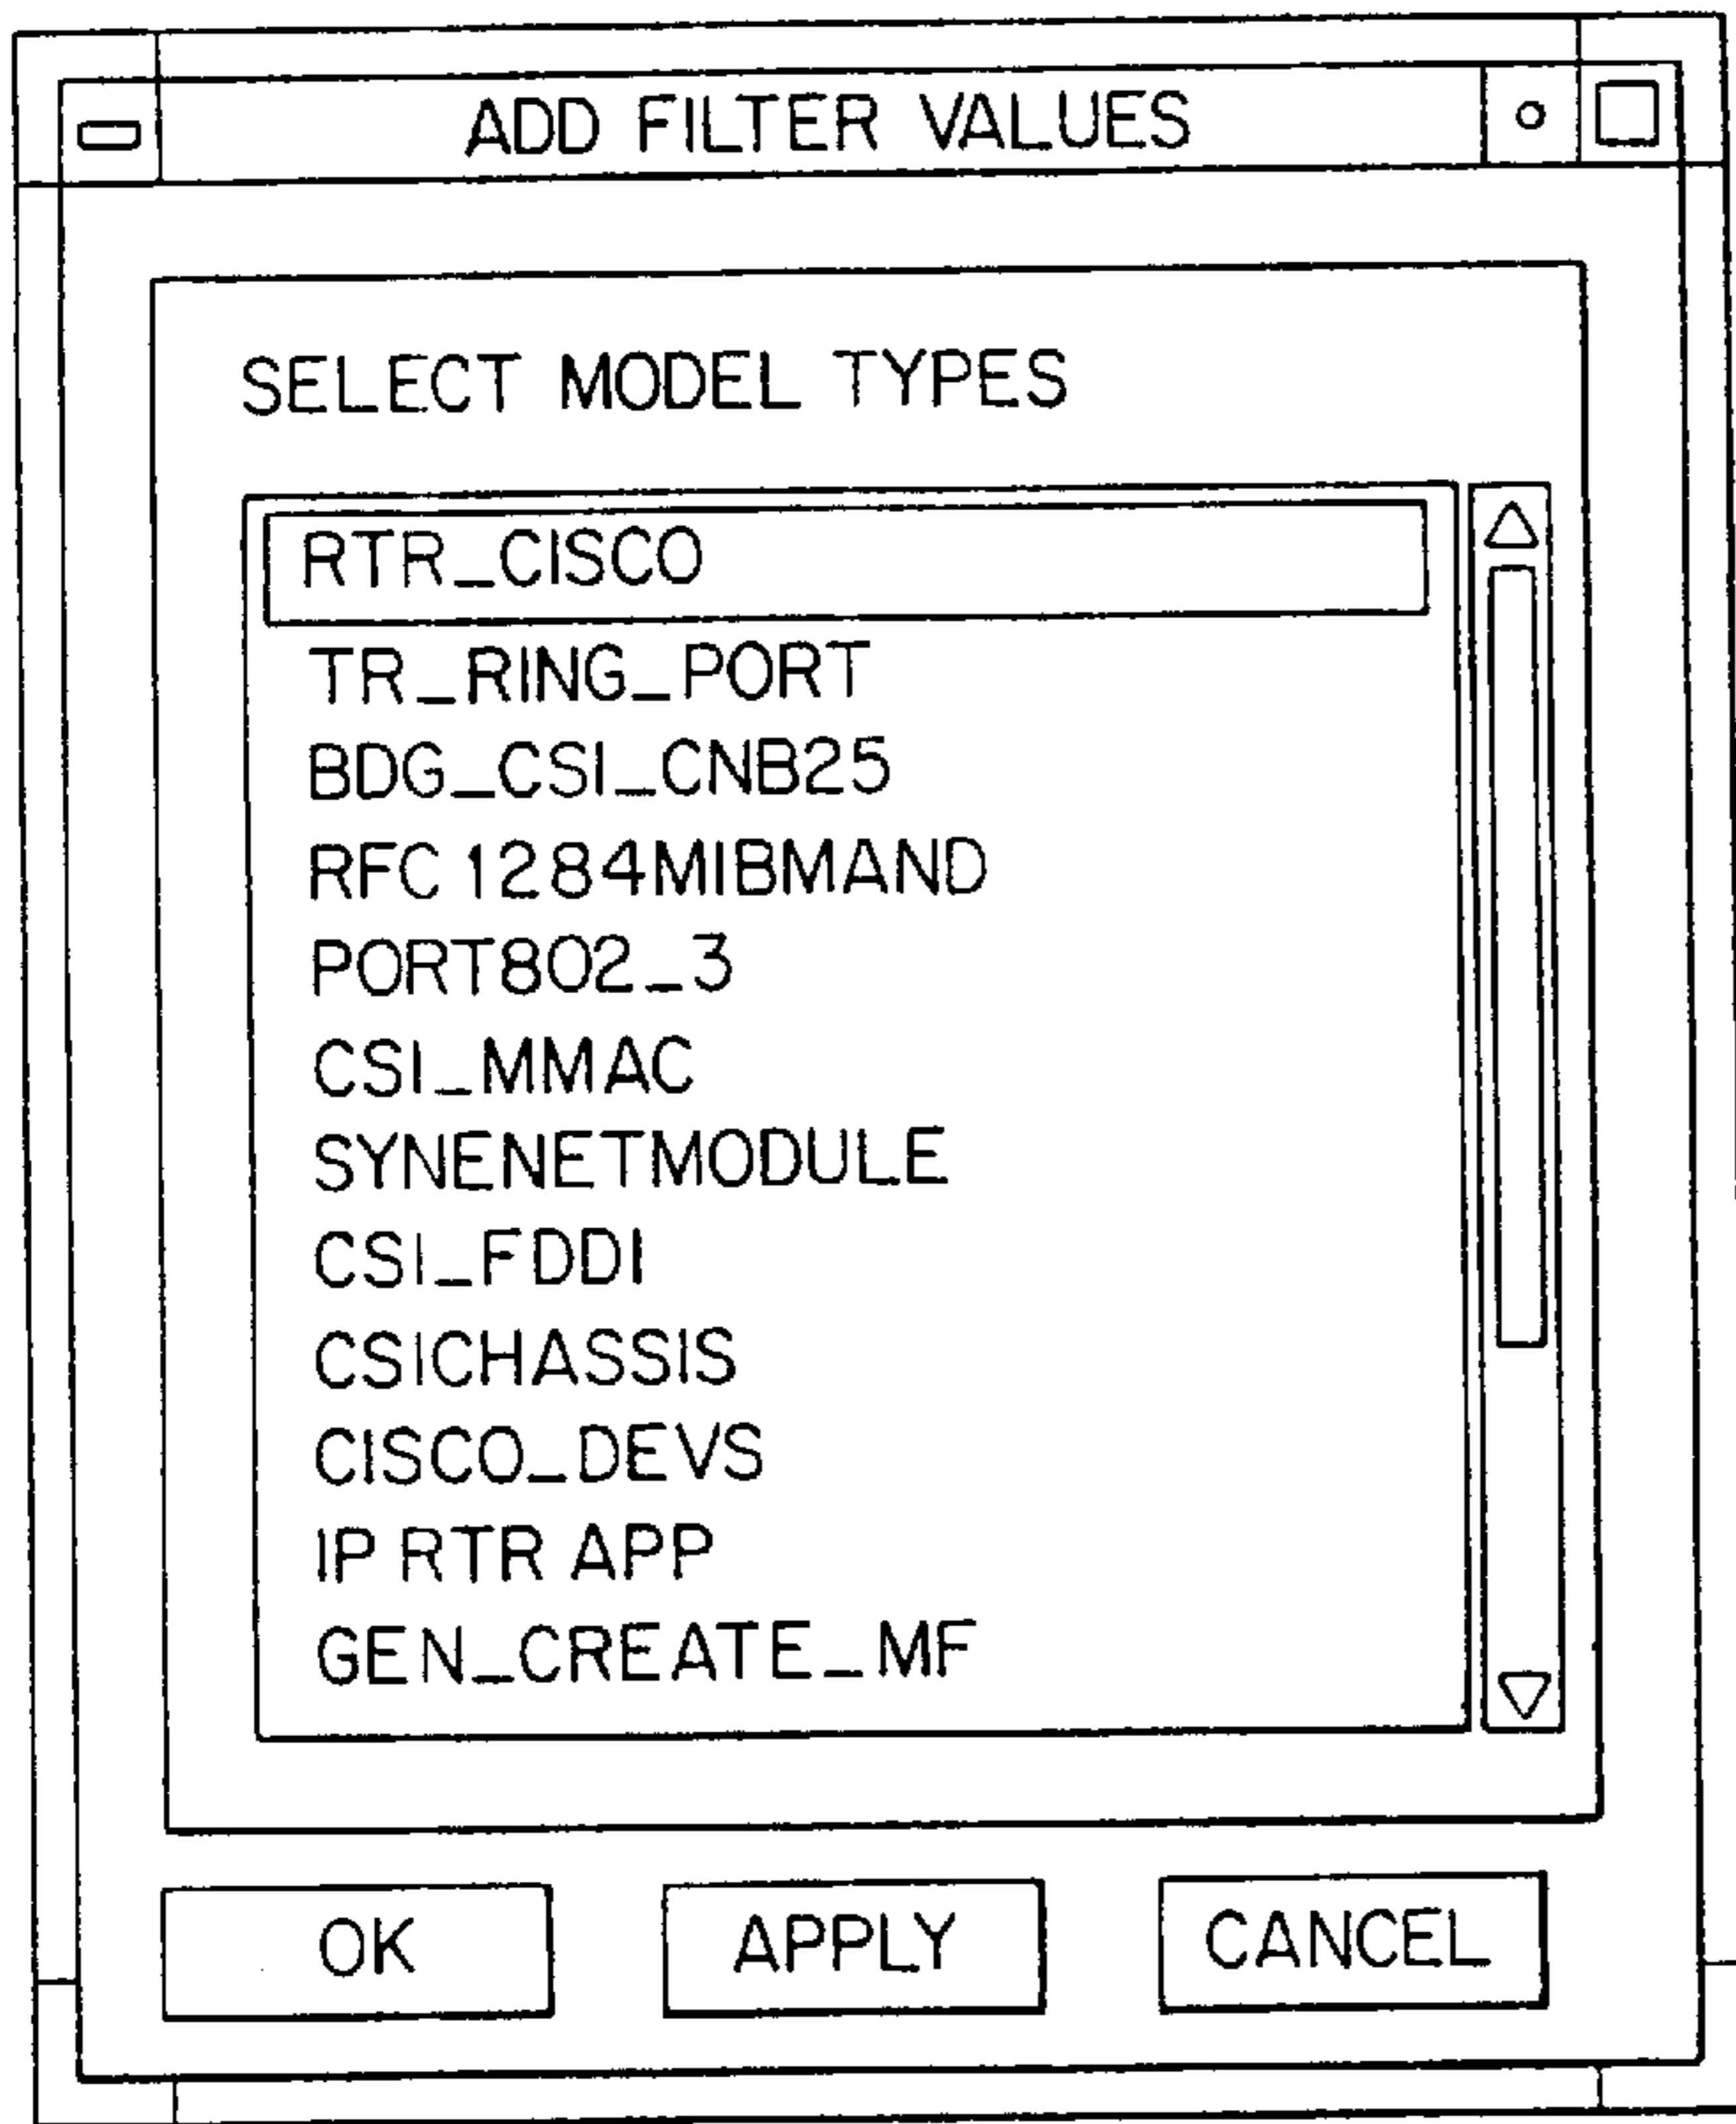 ADD FILTER VALUES
SELECT MODEL TYPES
RTR_CISCO
TR_RING_PORT
BDG_CSI_CNB25
RFC 1284MIBMAND
PORT802_3
CSI_MMAC
SYNENETMODULE
CSI_FDDI
CSICHASSIS
CISCO_DEVS
IP RTR APP
GEN_CREATE_MF
OK APPLY CANCEL